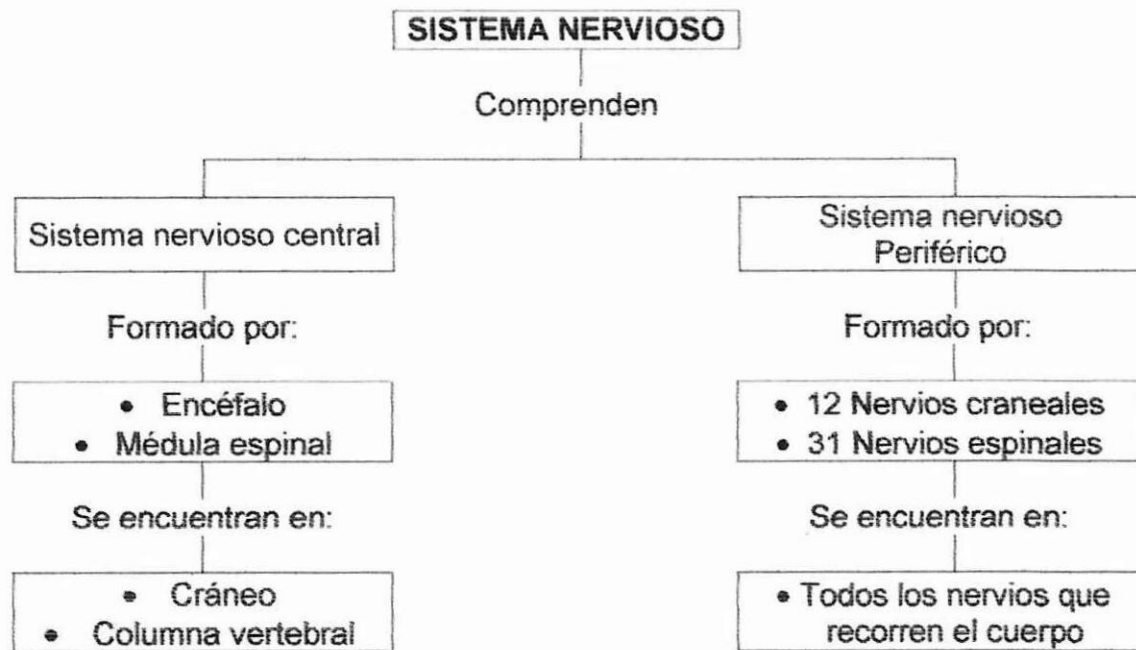 SISTEMA NERVIOSO
Comprenden
Sistema nervioso central
Formado por:
• Encéfalo
• Médula espinal
Se encuentran en:
• Cráneo
• Columna vertebral
Sistema nervioso
Periférico
Formado por:
• 12 Nervios craneales
• 31 Nervios espinales
Se encuentran en:
• Todos los nervios que
recorren el cuerpo